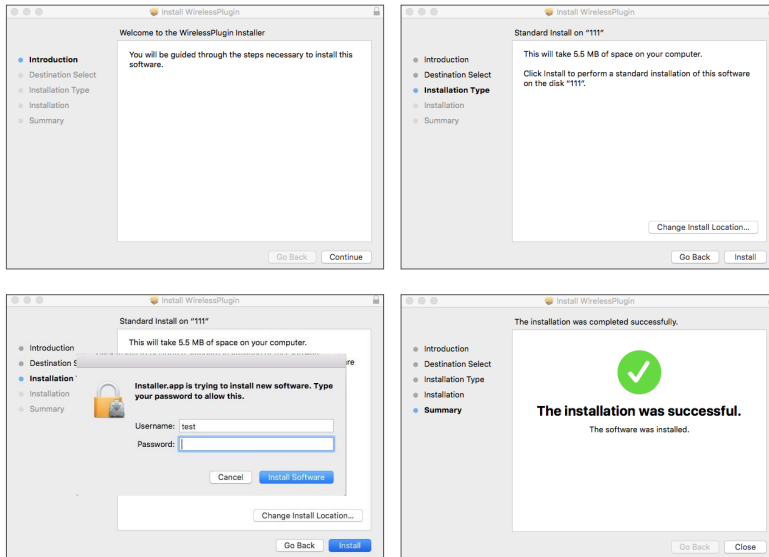 Install WirelessPlugin
Welcome to the WirelessPlugin Installer
Introduction
Destination Select
Installation Type
Installation
Summary
You will be guided through the steps necessary to install this
software.
Go Back
Continue
Install WirelessPlugin
Standard Install on "111"
Introduction
Destination Select
Installation Type
Installation
Summary
This will take 5.5 MB of space on your computer.
Click Install to perform a standard installation of this software
on the disk "111".
Change Install Location...
Go Back
Install
Install WirelessPlugin
Standard Install on "111"
Introduction
Destination S
Installation
Installation
Summary
This will take 5.5 MB of space on your computer.
Installer.app is trying to install new software. Type
your password to allow this.
Username: test
Password:
Cancel
Install Software
Change Install Location...
Go Back
Install
Install WirelessPlugin
The installation was completed successfully.
Introduction
Destination Select
Installation Type
Installation
Summary
The installation was successful.
The software was installed.
Go Back
Close